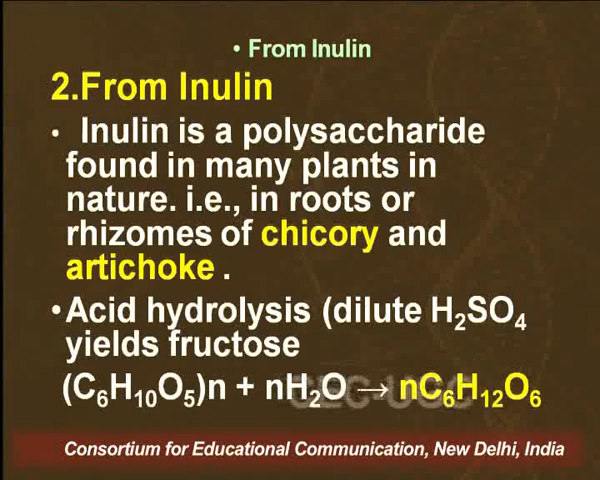 • From Inulin
2.From Inulin
• Inulin is a polysaccharide
found in many plants in
nature. i.e., in roots or
rhizomes of chicory and
artichoke .
•Acid hydrolysis (dilute H₂SO₄
yields fructose
(C₆H₁₀O₅)n + nH₂O → nC₆H₁₂O₆
CEC-UGC
Consortium for Educational Communication, New Delhi, India